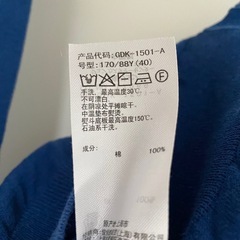 产品代码: GDK-1501-A
号型: 170/88Y(40)
手洗, 最高温度30℃
不可漂白
在阴凉处平摊晾干
中温垫布熨烫
熨斗底板最高温度150℃
石油系干洗
成分:
棉 100%